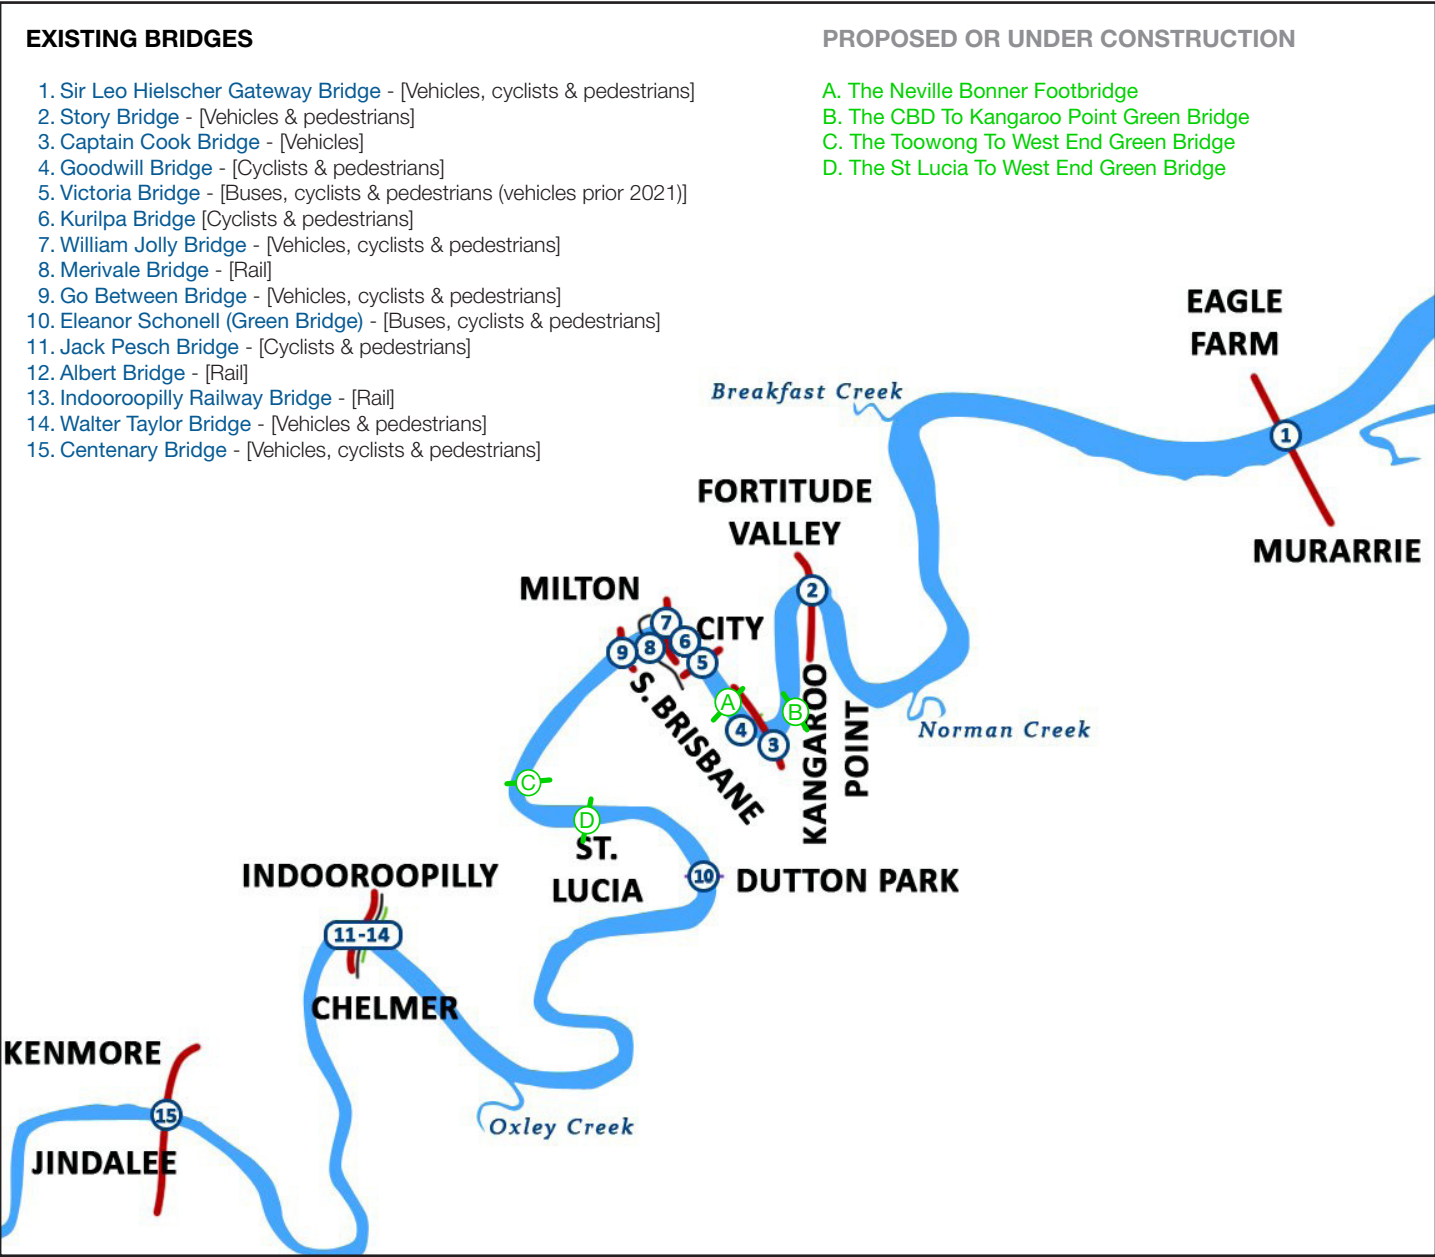 EXISTING BRIDGES
1. Sir Leo Hielscher Gateway Bridge - [Vehicles, cyclists & pedestrians]
2. Story Bridge - [Vehicles & pedestrians]
3. Captain Cook Bridge - [Vehicles]
4. Goodwill Bridge - [Cyclists & pedestrians]
5. Victoria Bridge - [Buses, cyclists & pedestrians (vehicles prior 2021)]
6. Kurilpa Bridge [Cyclists & pedestrians]
7. William Jolly Bridge - [Vehicles, cyclists & pedestrians]
8. Merivale Bridge - [Rail]
9. Go Between Bridge - [Vehicles, cyclists & pedestrians]
10. Eleanor Schonell (Green Bridge) - [Buses, cyclists & pedestrians]
11. Jack Pesch Bridge - [Cyclists & pedestrians]
12. Albert Bridge - [Rail]
13. Indooroopilly Railway Bridge - [Rail]
14. Walter Taylor Bridge - [Vehicles & pedestrians]
15. Centenary Bridge - [Vehicles, cyclists & pedestrians]
PROPOSED OR UNDER CONSTRUCTION
A. The Neville Bonner Footbridge
B. The CBD To Kangaroo Point Green Bridge
C. The Toowong To West End Green Bridge
D. The St Lucia To West End Green Bridge
EAGLE
FARM
1
MURARRIE
Breakfast Creek
FORTITUDE
VALLEY
2
MILTON
CITY
7
6
8
9
5
S. BRISBANE
A
4
3
B
KANGAROO
POINT
Norman Creek
C
D
ST.
LUCIA
10
DUTTON PARK
INDOOROOPILLY
11-14
CHELMER
KENMORE
15
JINDALEE
Oxley Creek